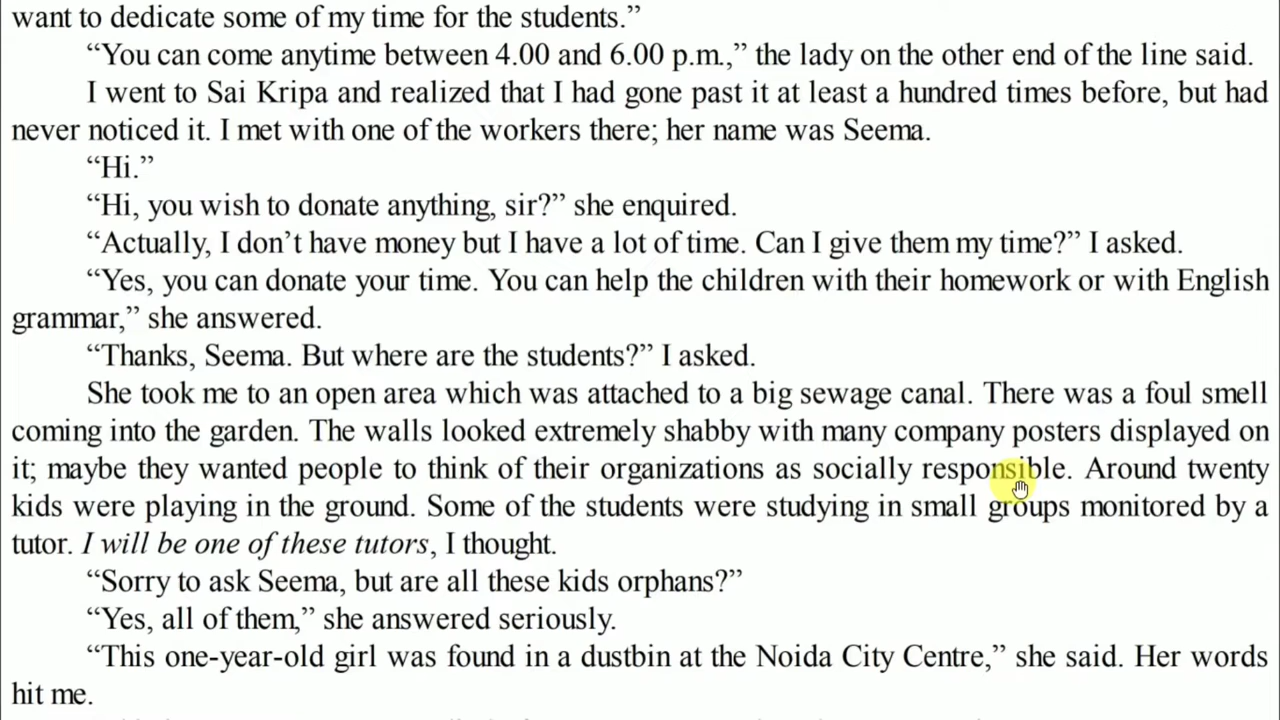 want to dedicate some of my time for the students.”
“You can come anytime between 4.00 and 6.00 p.m.,” the lady on the other end of the line said.
I went to Sai Kripa and realized that I had gone past it at least a hundred times before, but had
never noticed it. I met with one of the workers there; her name was Seema.
“Hi.”
“Hi, you wish to donate anything, sir?” she enquired.
“Actually, I don’t have money but I have a lot of time. Can I give them my time?” I asked.
“Yes, you can donate your time. You can help the children with their homework or with English
grammar,” she answered.
“Thanks, Seema. But where are the students?” I asked.
She took me to an open area which was attached to a big sewage canal. There was a foul smell
coming into the garden. The walls looked extremely shabby with many company posters displayed on
it; maybe they wanted people to think of their organizations as socially responsible. Around twenty
kids were playing in the ground. Some of the students were studying in small groups monitored by a
tutor. I will be one of these tutors, I thought.
“Sorry to ask Seema, but are all these kids orphans?”
“Yes, all of them,” she answered seriously.
“This one-year-old girl was found in a dustbin at the Noida City Centre,” she said. Her words
hit me.